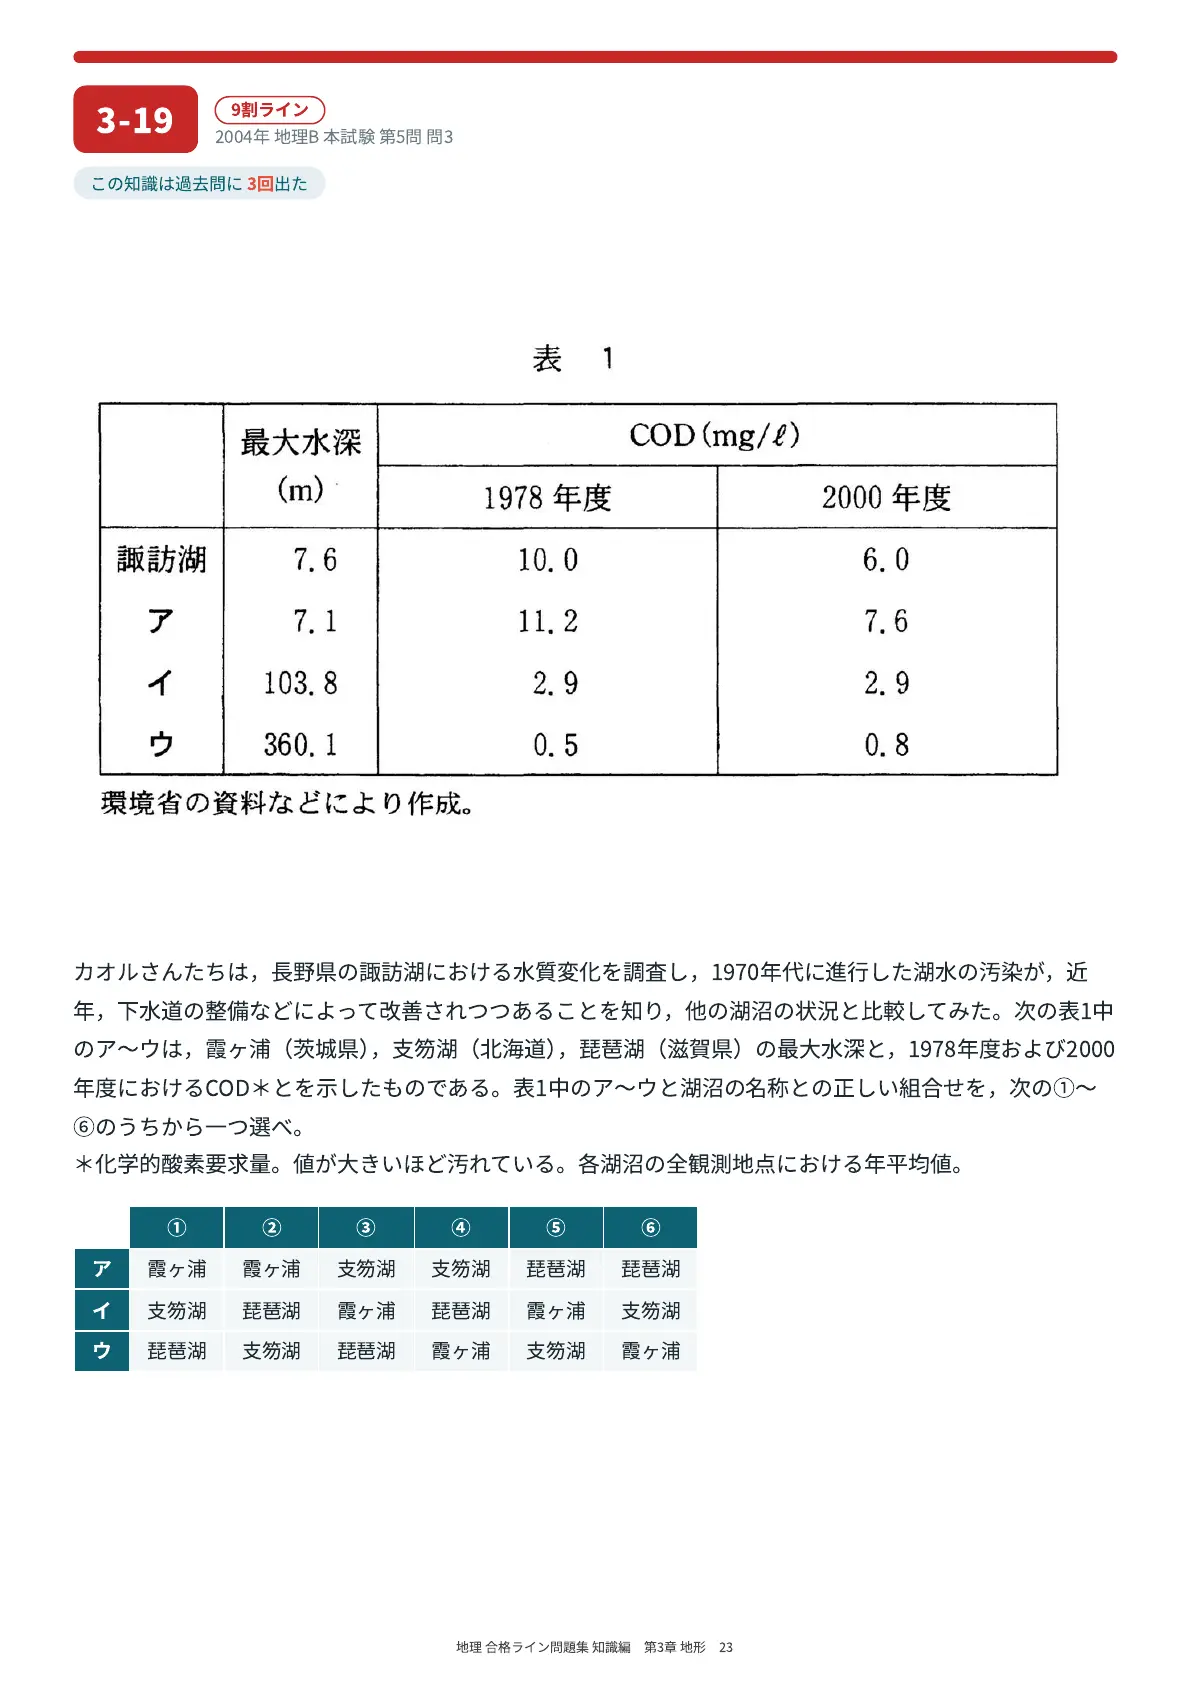 3-19
9割ライン
2004年 地理B 本試験 第5問 問3
この知識は過去問に 3回出た
表 1
最大水深(m) COD(mg/ℓ)
1978 年度 2000 年度
諏訪湖 7.6 10.0 6.0
ア 7.1 11.2 7.6
イ 103.8 2.9 2.9
ウ 360.1 0.5 0.8
環境省の資料などにより作成。
カオルさんたちは，長野県の諏訪湖における水質変化を調査し，1970年代に進行した湖水の汚染が，近
年，下水道の整備などによって改善されつつあることを知り，他の湖沼の状況と比較してみた。次の表1中
のア～ウは，霞ヶ浦（茨城県），支笏湖（北海道），琵琶湖（滋賀県）の最大水深と，1978年度および2000
年度におけるCOD＊とを示したものである。表1中のア～ウと湖沼の名称との正しい組合せを，次の①～
⑥のうちから一つ選べ。
＊化学的酸素要求量。値が大きいほど汚れている。各湖沼の全観測地点における年平均値。
① ② ③ ④ ⑤ ⑥
ア 霞ヶ浦 霞ヶ浦 支笏湖 支笏湖 琵琶湖 琵琶湖
イ 支笏湖 琵琶湖 霞ヶ浦 琵琶湖 霞ヶ浦 支笏湖
ウ 琵琶湖 支笏湖 琵琶湖 霞ヶ浦 支笏湖 霞ヶ浦
地理 合格ライン問題集 知識編 第3章 地形 23